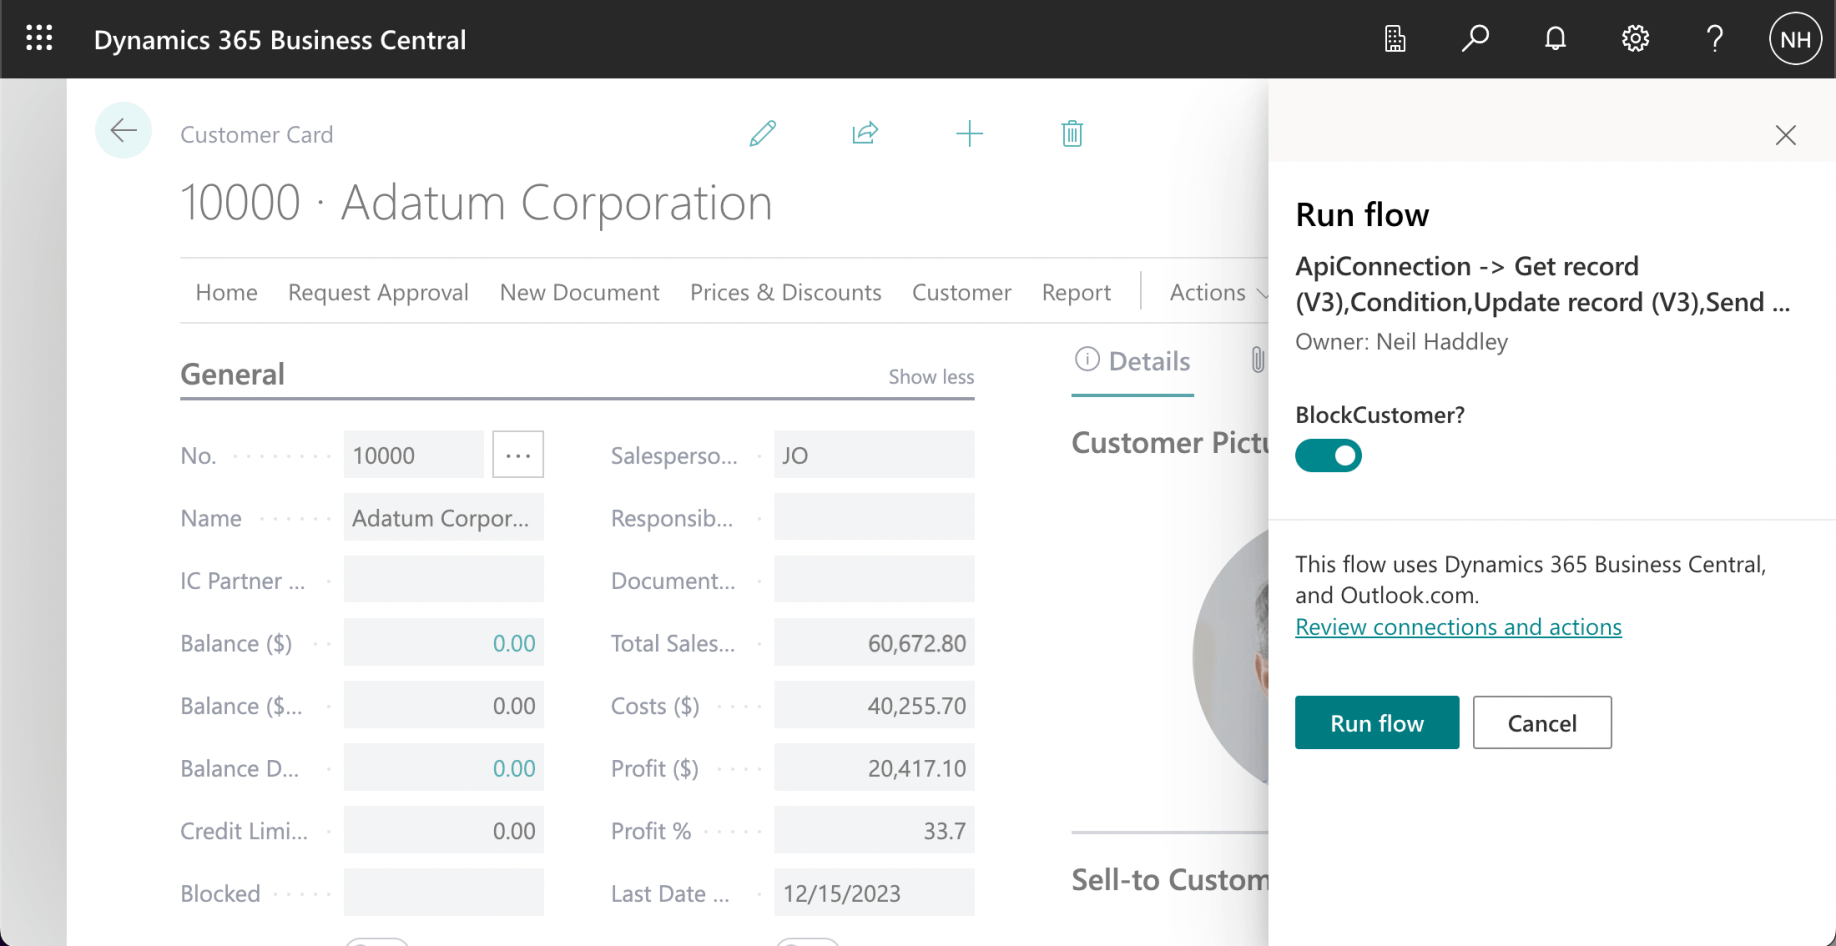 Dynamics 365 Business Central
NH
Customer Card
10000 · Adatum Corporation
Home Request Approval New Document Prices & Discounts Customer Report Actions
General
Show less
No. 10000 ...
Name Adatum Corpor...
IC Partner ...
Balance ($) 0.00
Balance ($... 0.00
Balance D... 0.00
Credit Limi... 0.00
Blocked
Salesperso... JO
Responsib...
Document...
Total Sales... 60,672.80
Costs ($) 40,255.70
Profit ($) 20,417.10
Profit % 33.7
Last Date ... 12/15/2023
Details
Customer Pictu
Sell-to Custom
Run flow
ApiConnection -> Get record
(V3),Condition,Update record (V3),Send ...
Owner: Neil Haddley
BlockCustomer?
This flow uses Dynamics 365 Business Central,
and Outlook.com.
Review connections and actions
Run flow Cancel